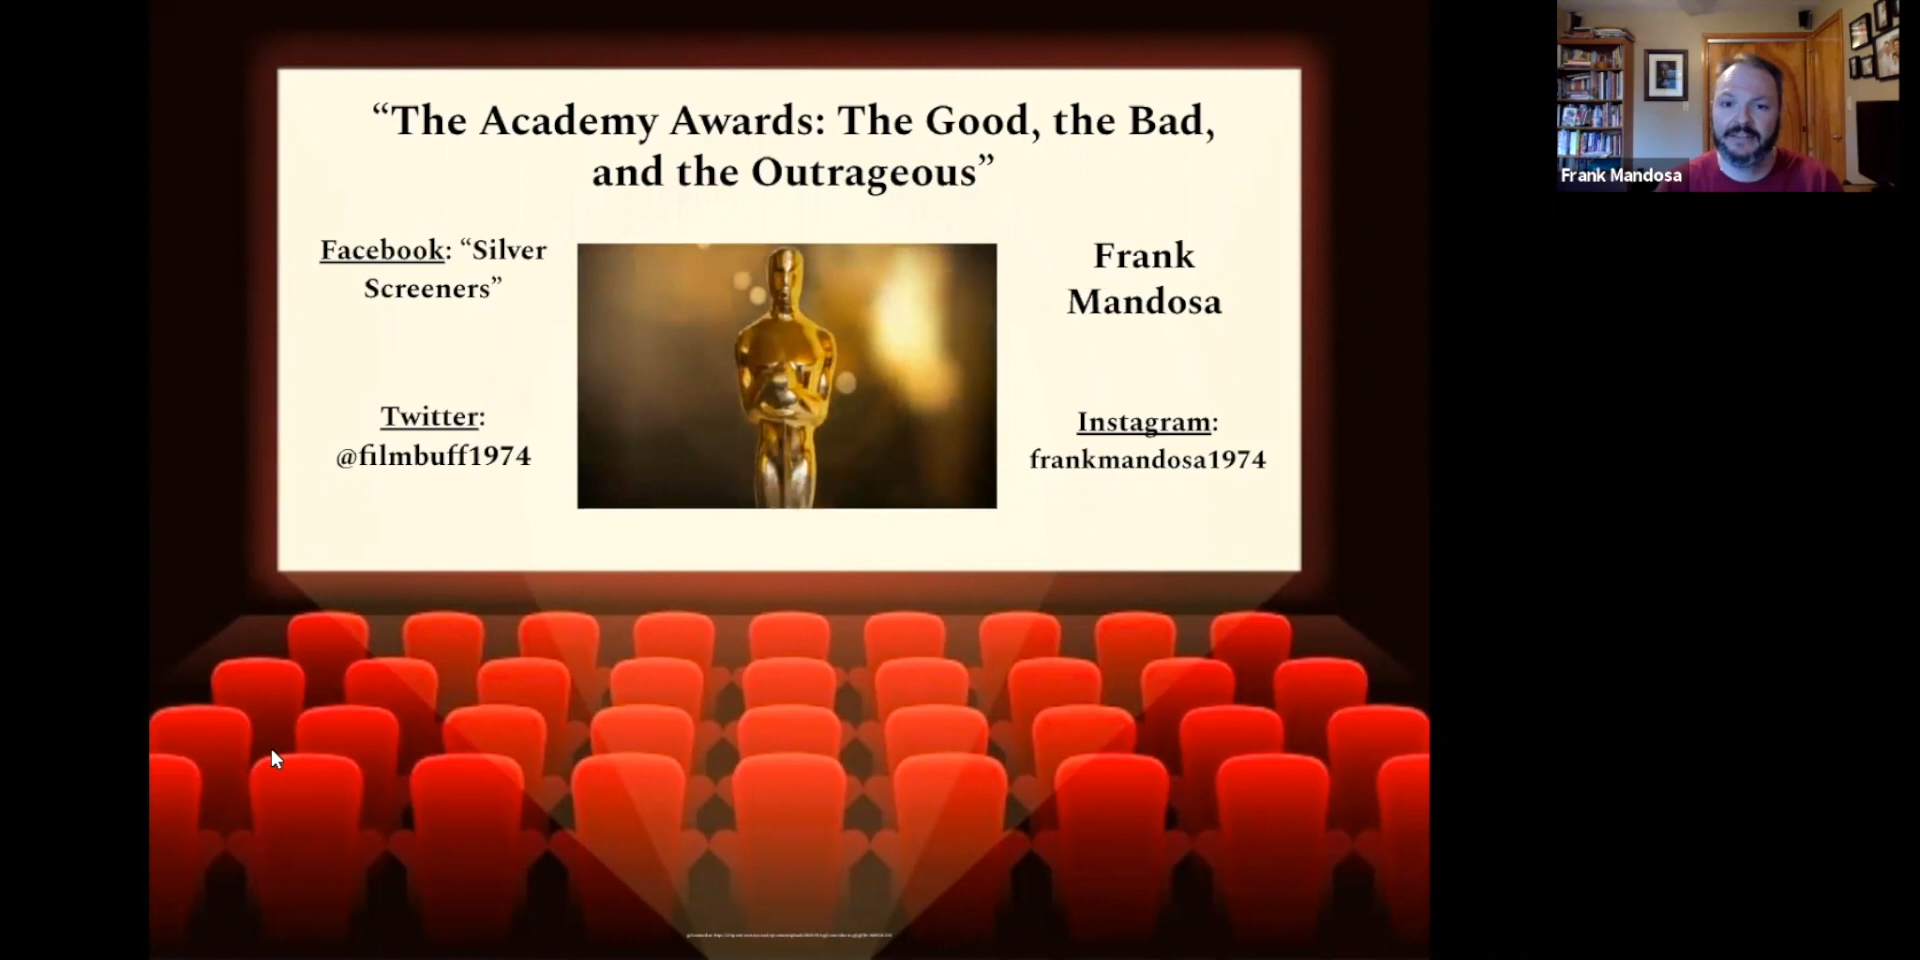 “The Academy Awards: The Good, the Bad,
and the Outrageous”
Facebook: “Silver
Screeners”
Frank
Mandosa
Twitter:
@filmbuff1974
Instagram:
frankmandosa1974
Frank Mandosa